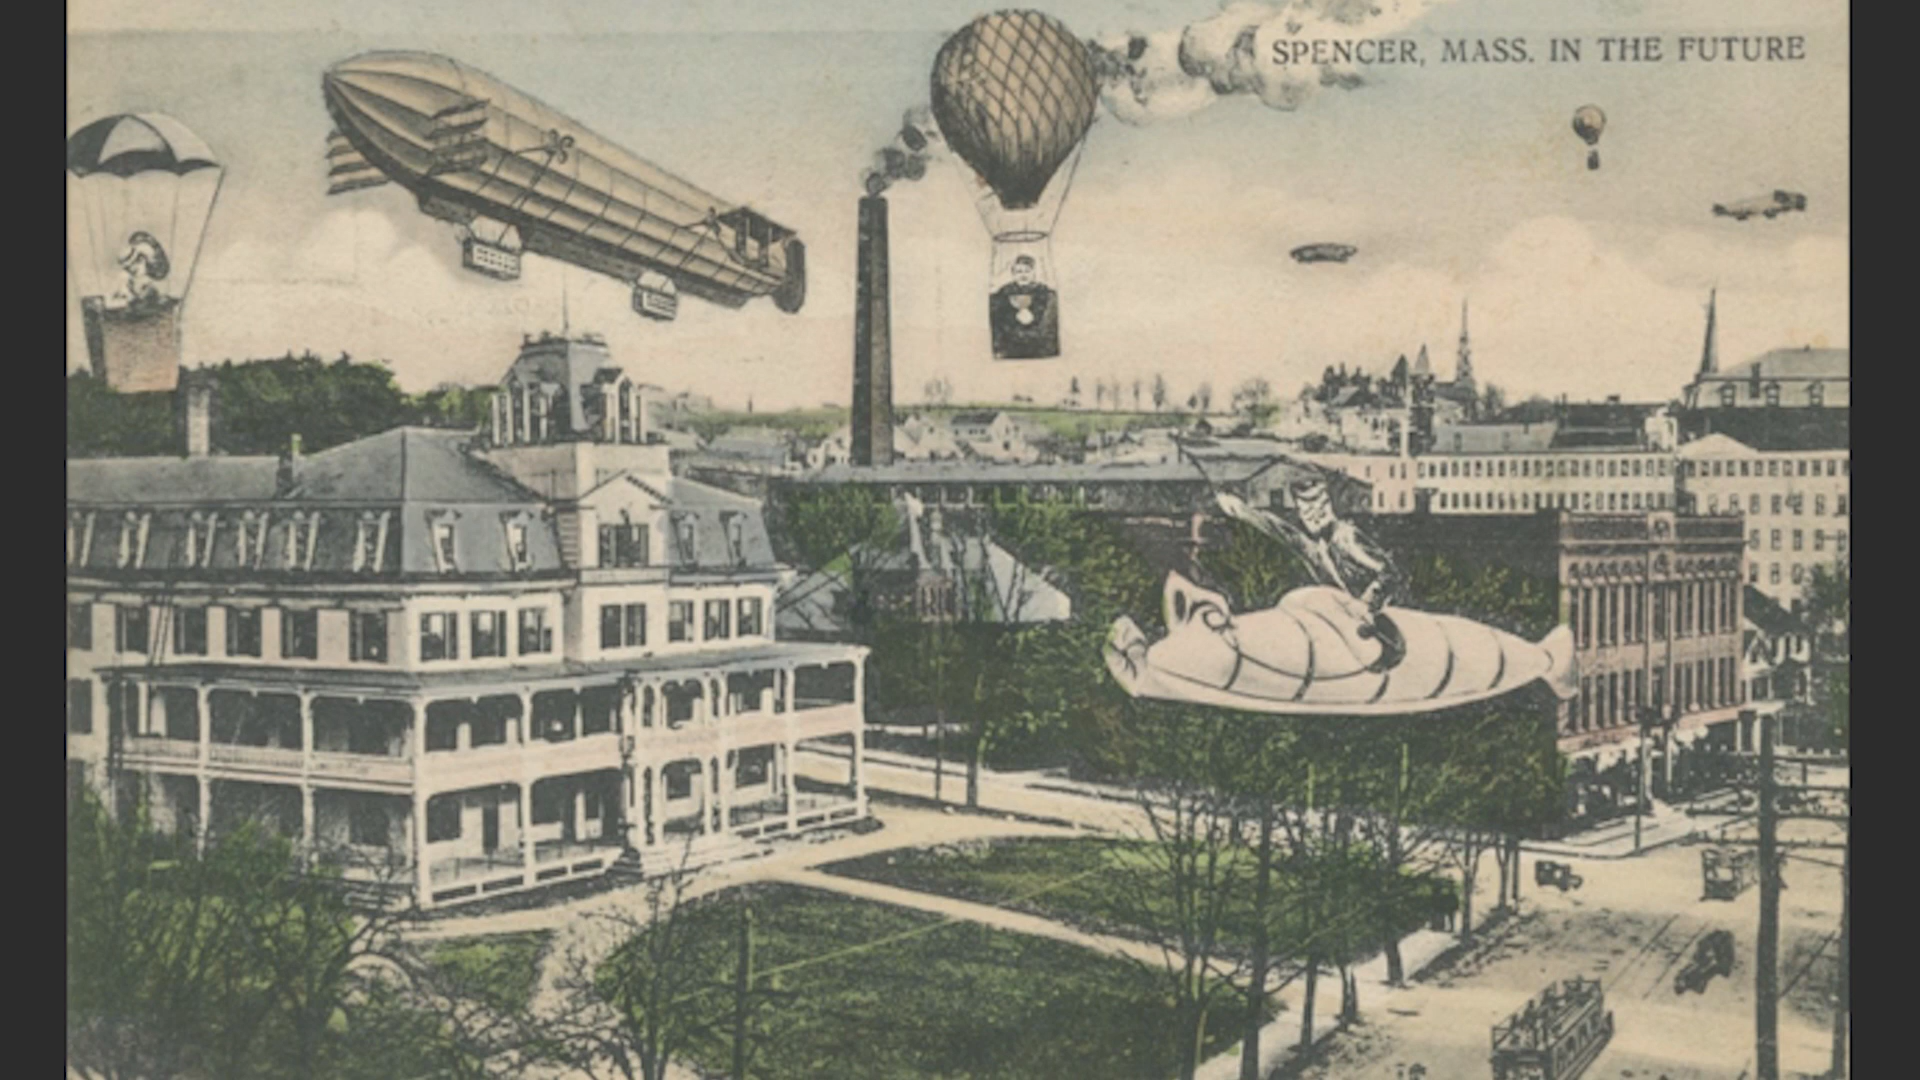 SPENCER, MASS. IN THE FUTURE